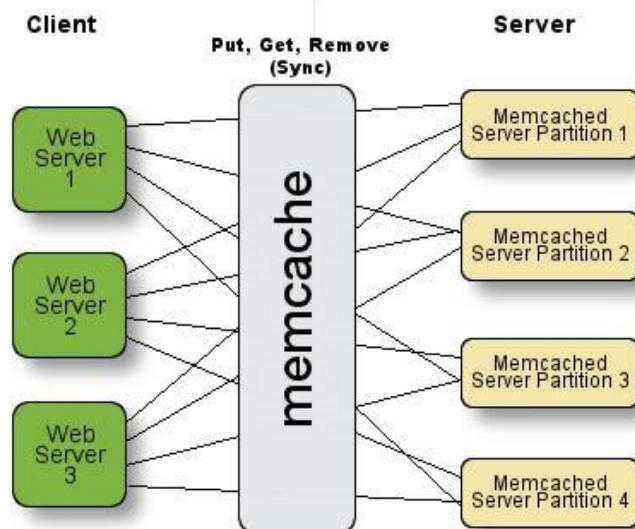 Client
Server
Put, Get, Remove
(Sync)
Web
Server
1
Web
Server
2
Web
Server
3
memcache
Memcached
Server Partition 1
Memcached
Server Partition 2
Memcached
Server Partition 3
Memcached
Server Partition 4